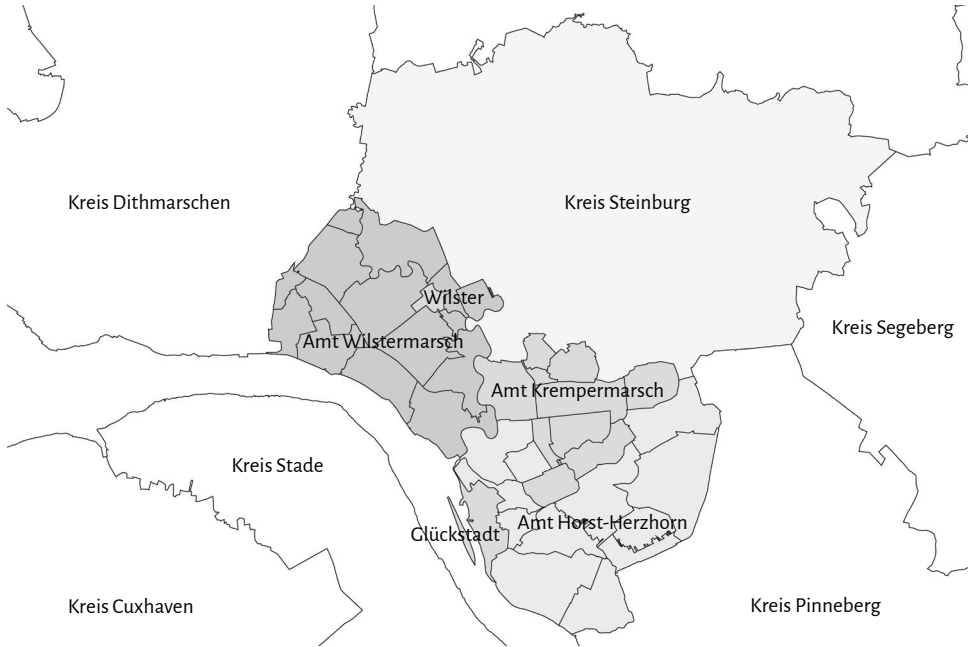 Kreis Dithmarschen
Kreis Steinburg
Wilster
Kreis Segeberg
Amt Wilstermarsch
Amt Krempermarsch
Kreis Stade
Amt Horst-Herzhorn
Glückstadt
Kreis Cuxhaven
Kreis Pinneberg